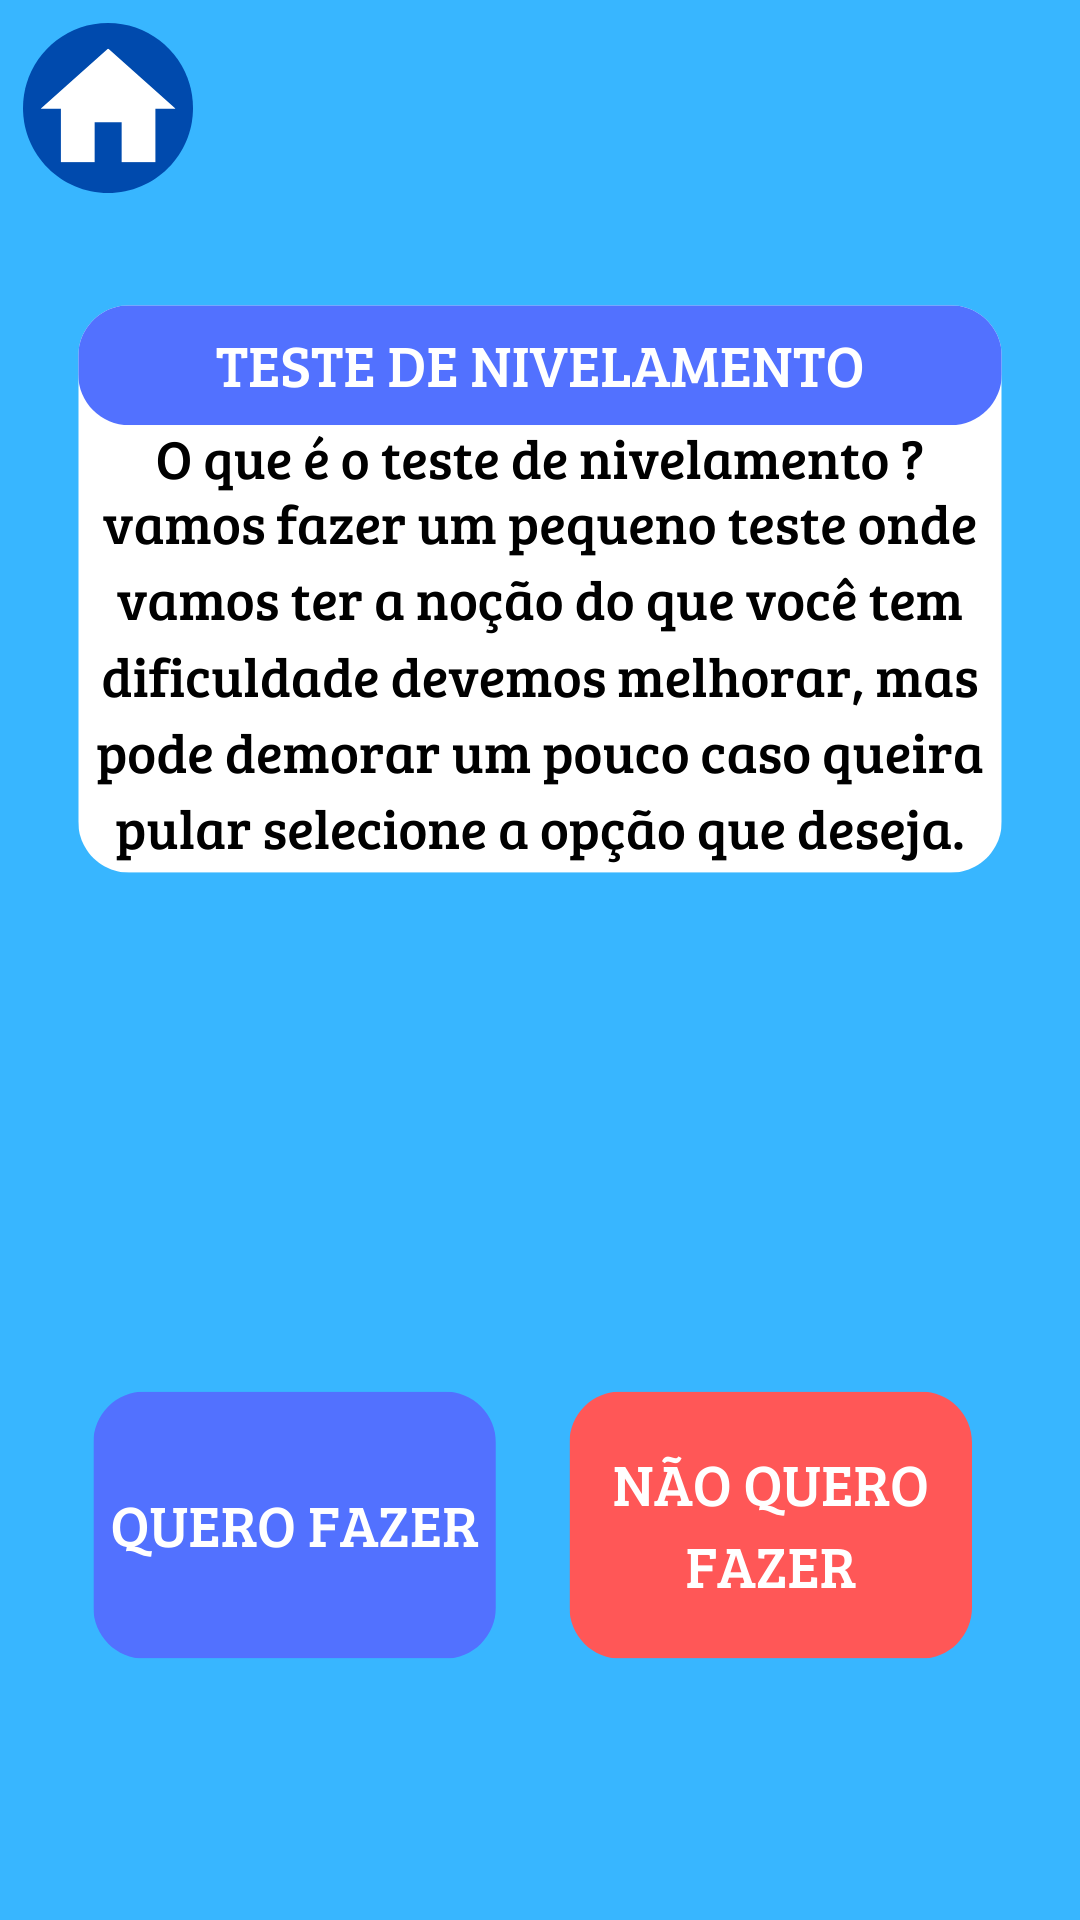 TESTE DE NIVELAMENTO
O que é o teste de nivelamento ?
vamos fazer um pequeno teste onde
vamos ter a noção do que você tem
dificuldade devemos melhorar, mas
pode demorar um pouco caso queira
pular selecione a opção que deseja.
QUERO FAZER
NÃO QUERO
FAZER